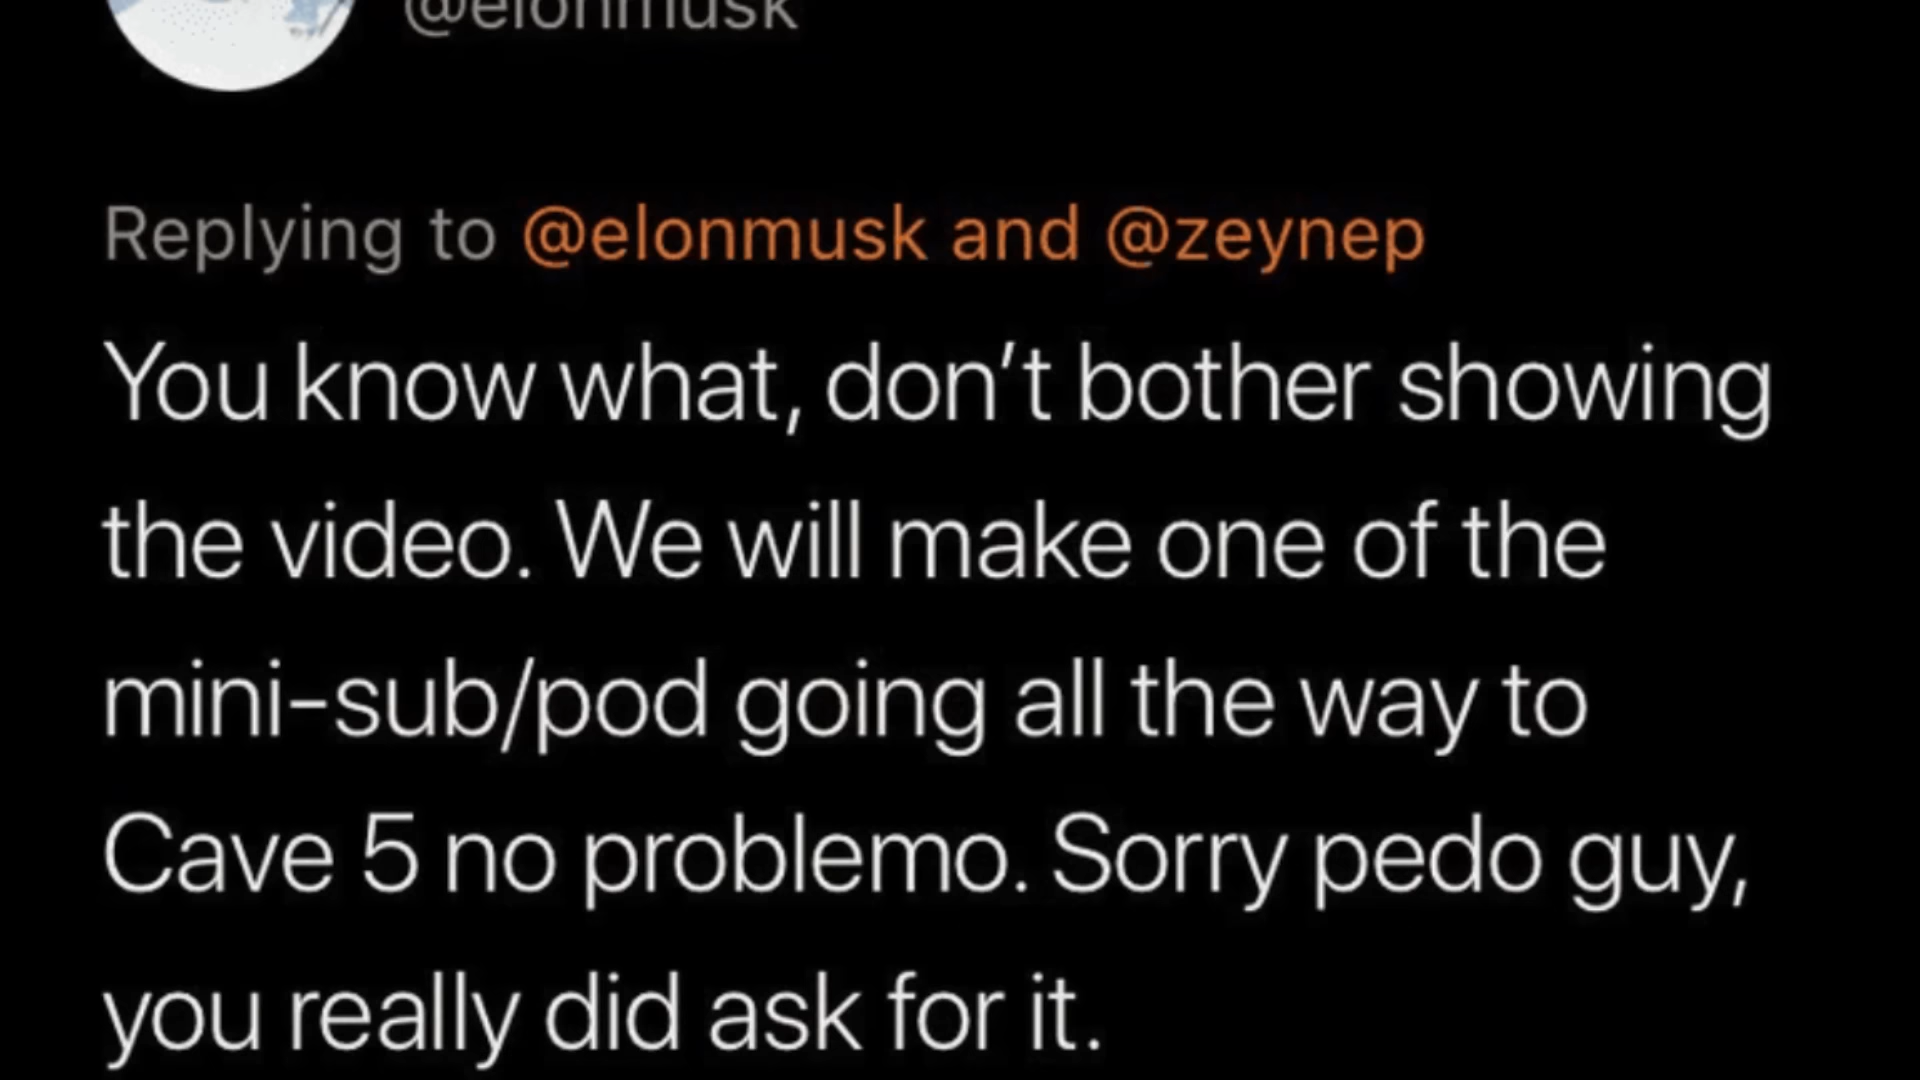 @elonmusk
Replying to @elonmusk and @zeynep
You know what, don’t bother showing
the video. We will make one of the
mini-sub/pod going all the way to
Cave 5 no problemo. Sorry pedo guy,
you really did ask for it.